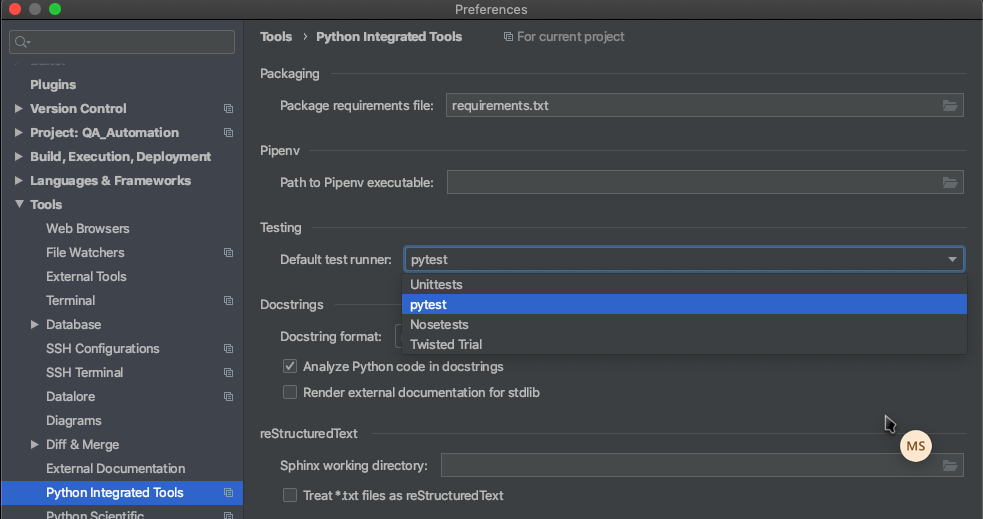 Preferences
Tools › Python Integrated Tools For current project
Plugins
Version Control
Project: QA_Automation
Build, Execution, Deployment
Languages & Frameworks
Tools
Web Browsers
File Watchers
External Tools
Terminal
Database
SSH Configurations
SSH Terminal
Datalore
Diagrams
Diff & Merge
External Documentation
Python Integrated Tools
Python Scientific
Packaging
Package requirements file: requirements.txt
Pipenv
Path to Pipenv executable:
Testing
Default test runner: pytest
Unittests
pytest
Nosetests
Twisted Trial
Docstrings
Docstring format:
Analyze Python code in docstrings
Render external documentation for stdlib
MS
reStructuredText
Sphinx working directory:
Treat *.txt files as reStructuredText